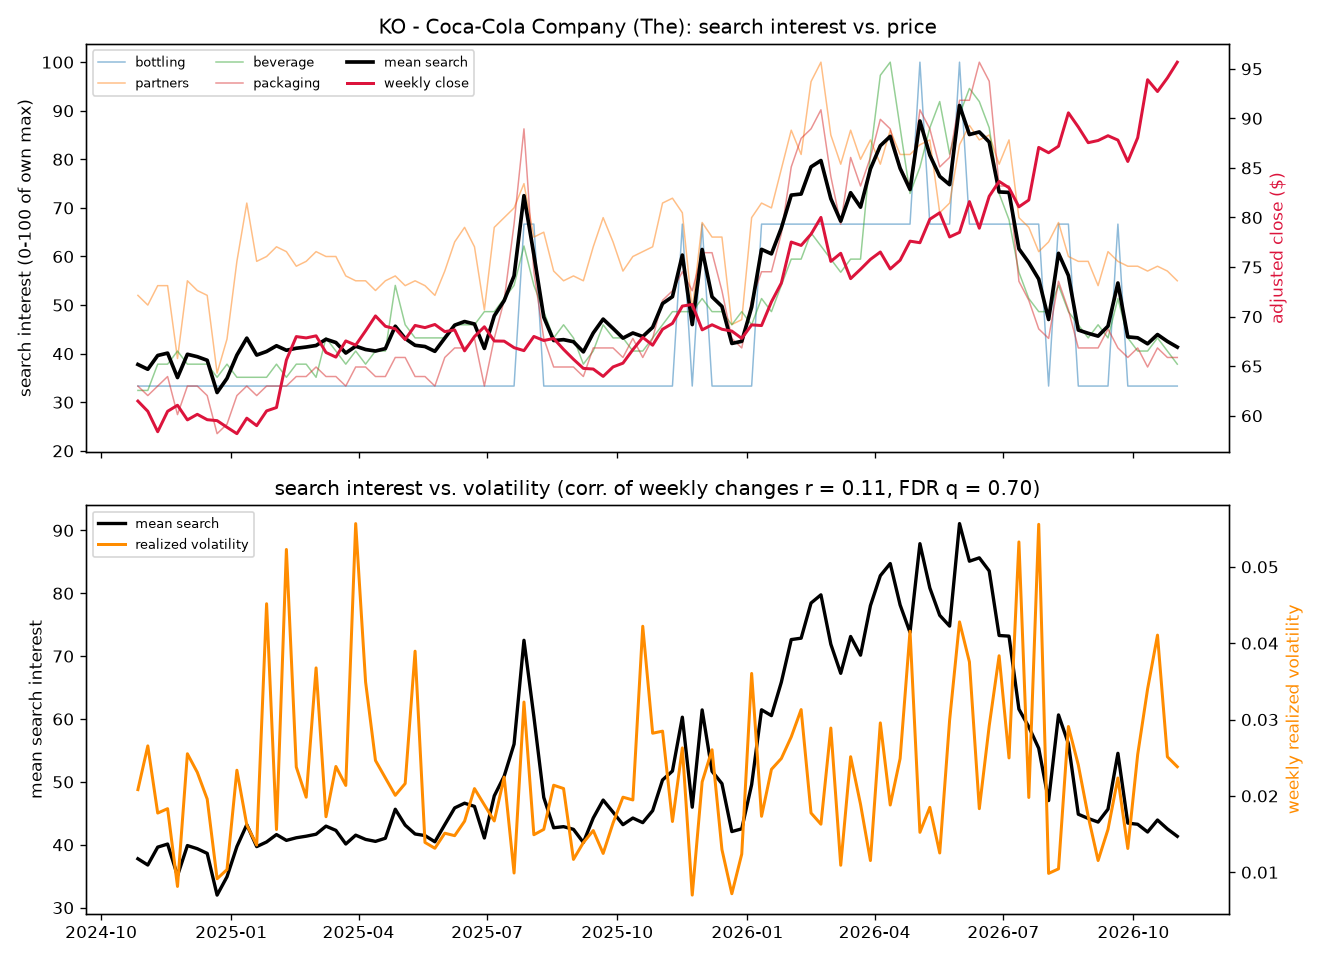 KO - Coca-Cola Company (The): search interest vs. price
bottling
partners
beverage
packaging
mean search
weekly close
search interest (0-100 of own max)
100
90
80
70
60
50
40
30
20
95
90
85
80
75
70
65
60
adjusted close ($)
search interest vs. volatility (corr. of weekly changes r = 0.11, FDR q = 0.70)
mean search
realized volatility
mean search interest
90
80
70
60
50
40
30
0.05
0.04
0.03
0.02
0.01
weekly realized volatility
2024-10
2025-01
2025-04
2025-07
2025-10
2026-01
2026-04
2026-07
2026-10